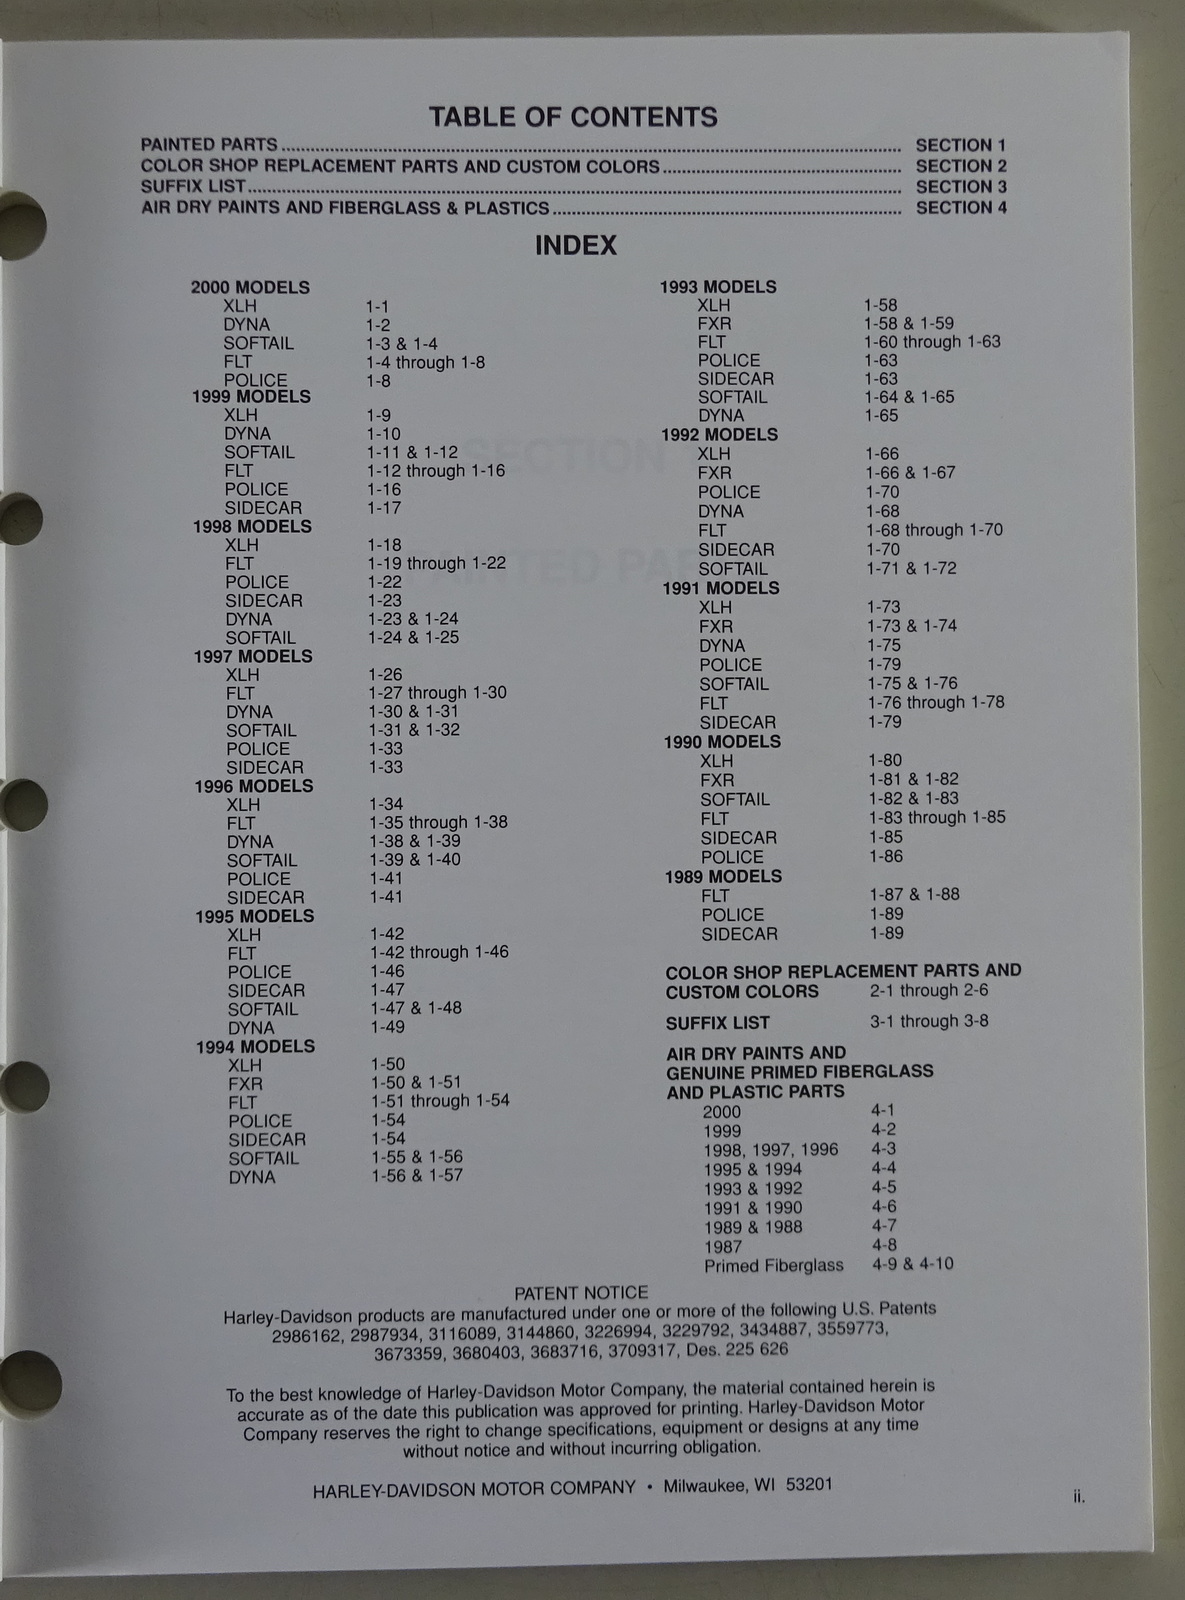 TABLE OF CONTENTS
PAINTED PARTS ........ SECTION 1
COLOR SHOP REPLACEMENT PARTS AND CUSTOM COLORS ........ SECTION 2
SUFFIX LIST ........ SECTION 3
AIR DRY PAINTS AND FIBERGLASS & PLASTICS ........ SECTION 4
INDEX
2000 MODELS
XLH 1-1
DYNA 1-2
SOFTAIL 1-3 & 1-4
FLT 1-4 through 1-8
POLICE 1-8
1999 MODELS
XLH 1-9
DYNA 1-10
SOFTAIL 1-11 & 1-12
FLT 1-12 through 1-16
POLICE 1-16
SIDECAR 1-17
1998 MODELS
XLH 1-18
FLT 1-19 through 1-22
POLICE 1-22
SIDECAR 1-23
DYNA 1-23 & 1-24
SOFTAIL 1-24 & 1-25
1997 MODELS
XLH 1-26
FLT 1-27 through 1-30
DYNA 1-30 & 1-31
SOFTAIL 1-31 & 1-32
POLICE 1-33
SIDECAR 1-33
1996 MODELS
XLH 1-34
FLT 1-35 through 1-38
DYNA 1-38 & 1-39
SOFTAIL 1-39 & 1-40
POLICE 1-41
SIDECAR 1-41
1995 MODELS
XLH 1-42
FLT 1-42 through 1-46
POLICE 1-46
SIDECAR 1-47
SOFTAIL 1-47 & 1-48
DYNA 1-49
1994 MODELS
XLH 1-50
FXR 1-50 & 1-51
FLT 1-51 through 1-54
POLICE 1-54
SIDECAR 1-54
SOFTAIL 1-55 & 1-56
DYNA 1-56 & 1-57
1993 MODELS
XLH 1-58
FXR 1-58 & 1-59
FLT 1-60 through 1-63
POLICE 1-63
SIDECAR 1-63
SOFTAIL 1-64 & 1-65
DYNA 1-65
1992 MODELS
XLH 1-66
FXR 1-66 & 1-67
POLICE 1-70
DYNA 1-68
FLT 1-68 through 1-70
SIDECAR 1-70
SOFTAIL 1-71 & 1-72
1991 MODELS
XLH 1-73
FXR 1-73 & 1-74
DYNA 1-75
POLICE 1-79
SOFTAIL 1-75 & 1-76
FLT 1-76 through 1-78
SIDECAR 1-79
1990 MODELS
XLH 1-80
FXR 1-81 & 1-82
SOFTAIL 1-82 & 1-83
FLT 1-83 through 1-85
SIDECAR 1-85
POLICE 1-86
1989 MODELS
FLT 1-87 & 1-88
POLICE 1-89
SIDECAR 1-89
COLOR SHOP REPLACEMENT PARTS AND
CUSTOM COLORS 2-1 through 2-6
SUFFIX LIST 3-1 through 3-8
AIR DRY PAINTS AND
GENUINE PRIMED FIBERGLASS
AND PLASTIC PARTS
2000 4-1
1999 4-2
1998, 1997, 1996 4-3
1995 & 1994 4-4
1993 & 1992 4-5
1991 & 1990 4-6
1989 & 1988 4-7
1987 4-8
Primed Fiberglass 4-9 & 4-10
PATENT NOTICE
Harley-Davidson products are manufactured under one or more of the following U.S. Patents
2986162, 2987934, 3116089, 3144860, 3226994, 3229792, 3434887, 3559773,
3673359, 3680403, 3683716, 3709317, Des. 225 626
To the best knowledge of Harley-Davidson Motor Company, the material contained herein is
accurate as of the date this publication was approved for printing. Harley-Davidson Motor
Company reserves the right to change specifications, equipment or designs at any time
without notice and without incurring obligation.
HARLEY-DAVIDSON MOTOR COMPANY • Milwaukee, WI 53201
ii.